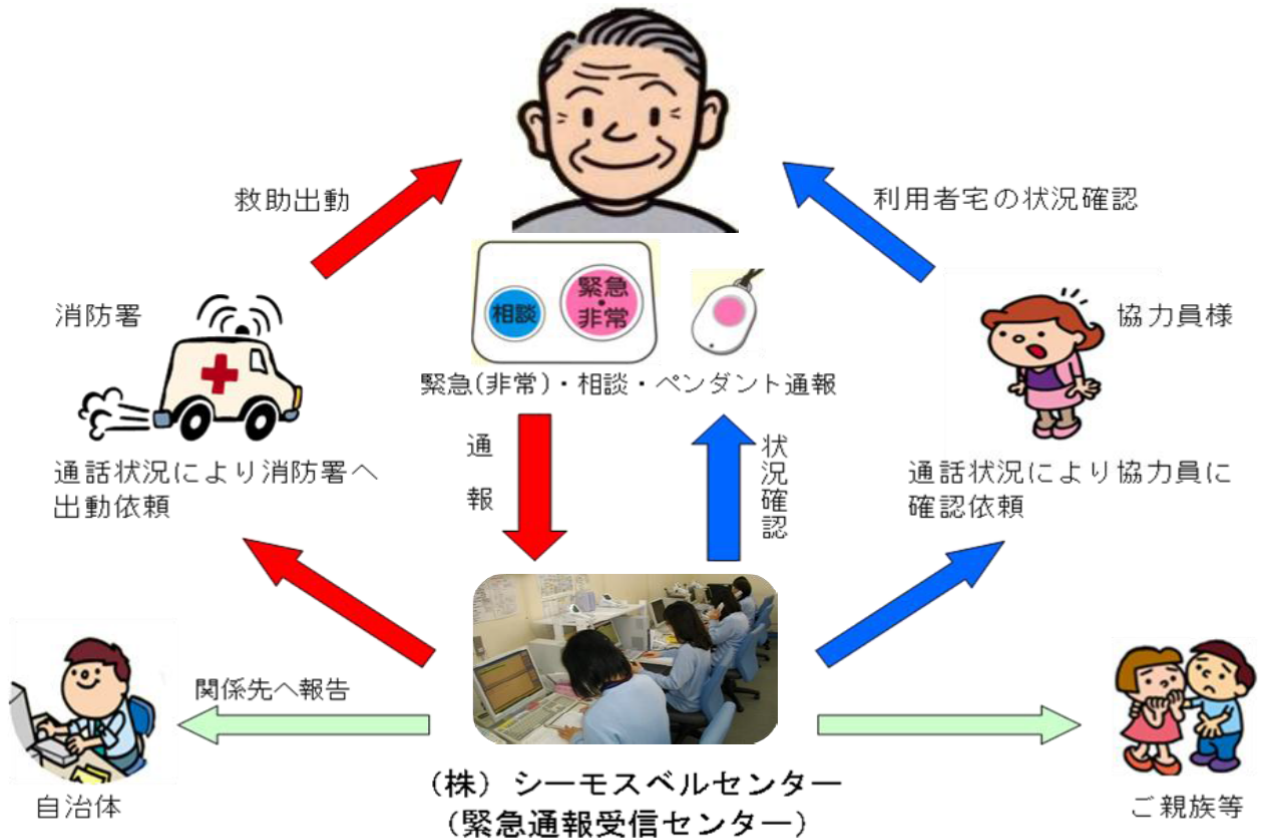 救助出動
利用者宅の状況確認
消防署
相談
緊急
・
非常
協力員様
緊急(非常)・相談・ペンダント通報
通報
状況確認
通話状況により消防署へ
出動依頼
通話状況により協力員に
確認依頼
関係先へ報告
自治体
(株) シーモスベルセンター
(緊急通報受信センター)
ご親族等